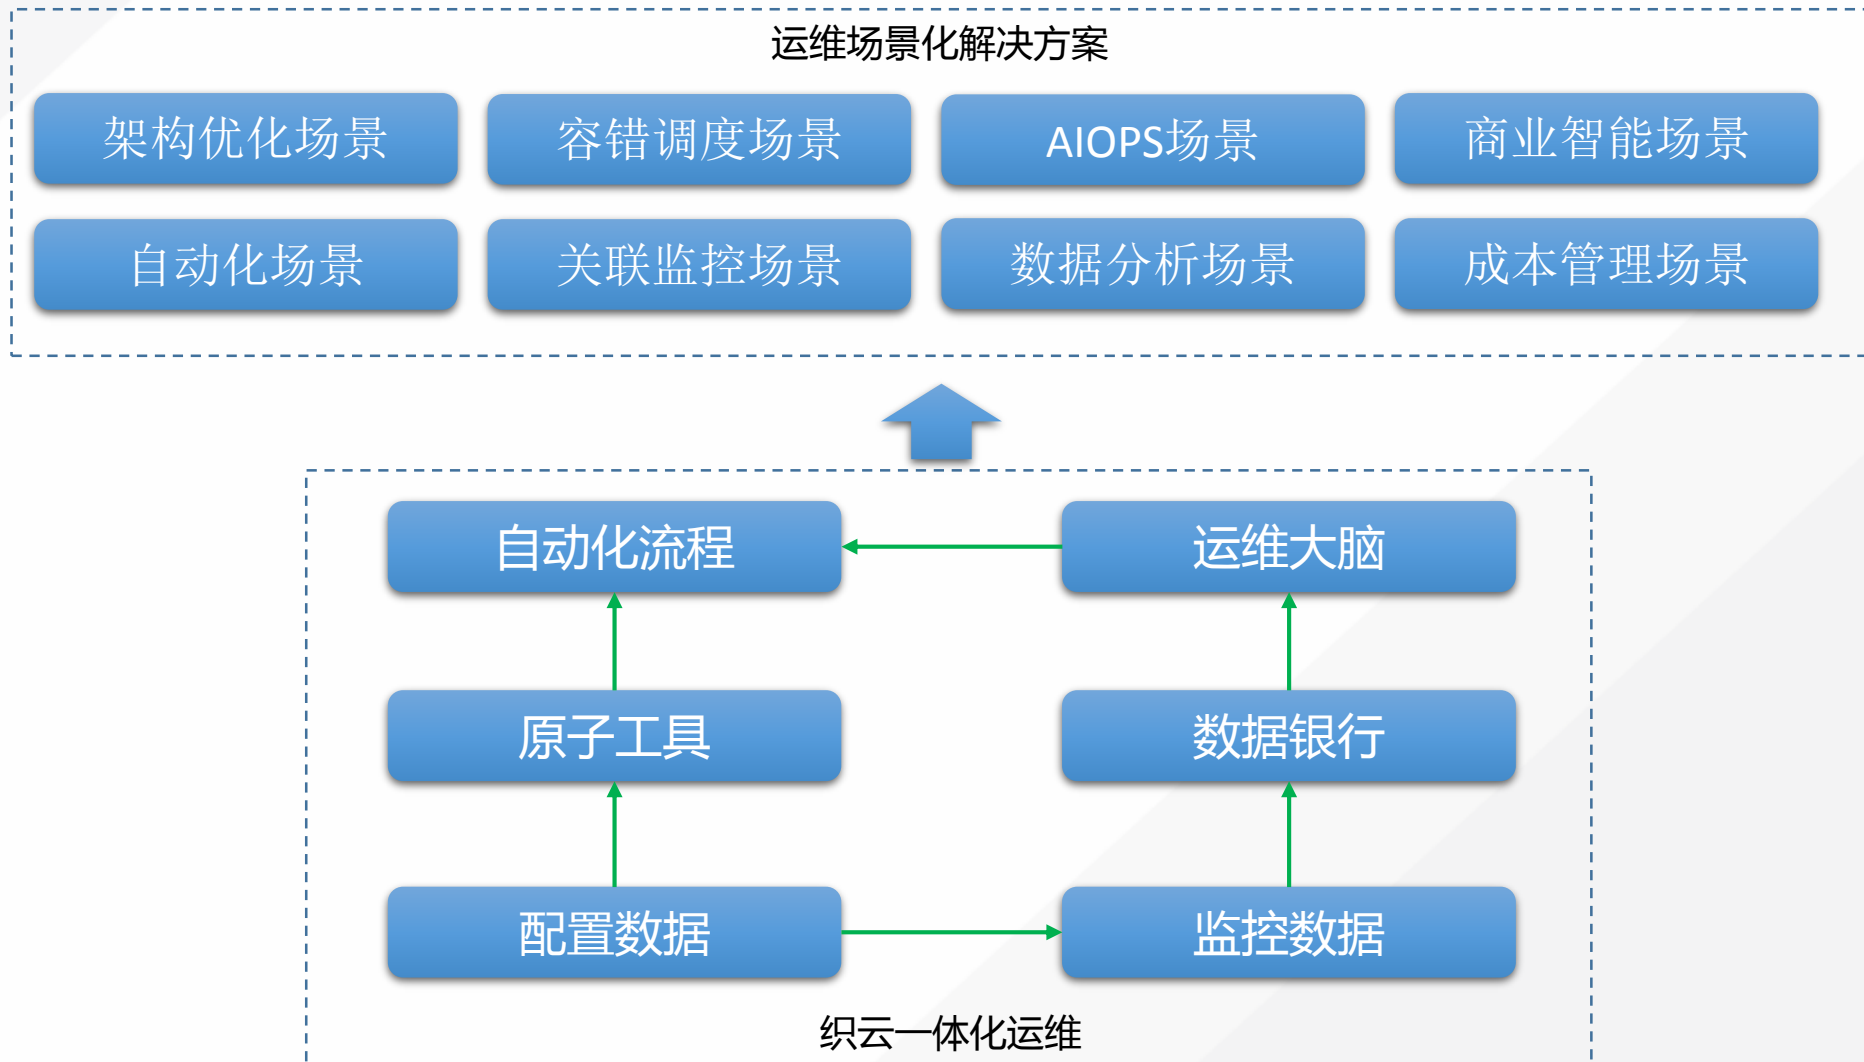 运维场景化解决方案
架构优化场景
容错调度场景
AIOPS场景
商业智能场景
自动化场景
关联监控场景
数据分析场景
成本管理场景
自动化流程
运维大脑
原子工具
数据银行
配置数据
监控数据
织云一体化运维